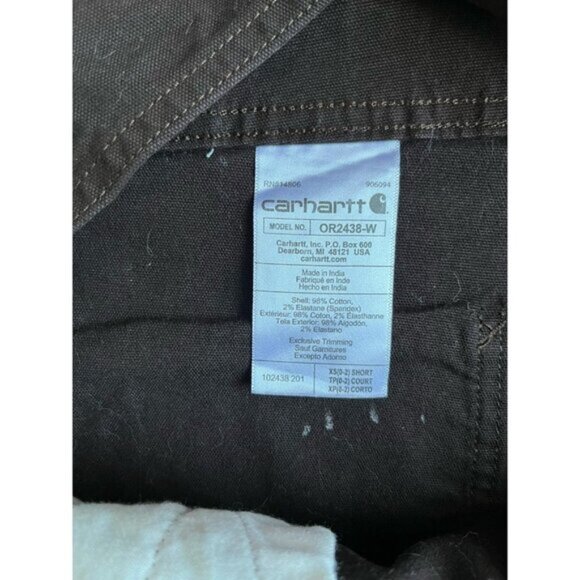 RN#14806 906094
carhartt
MODEL NO. OR2438-W
Carhartt, Inc. P.O. Box 600
Dearborn, MI 48121 USA
carhartt.com
Made in India
Fabriqué en Inde
Hecho en Inde
Shell: 98% Cotton,
2% Elastane (Spandex)
Extérieur: 98% Coton, 2% Elasthanne
Tela Exterior: 98% Algodón,
2% Elastano
Exclusive Trimming
Sauf Garnitures
Excepto Adorno
102438 201 XS(0-2) SHORT
TP(0-2) COURT
XP(0-2) CORTO